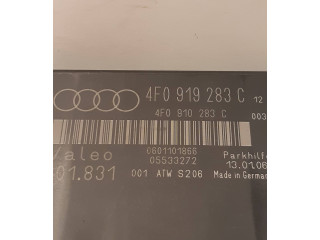 4F0 919 283 C 12
4F0 910 283 C 003
Valeo 0601101866 Parkhilfe
05533272 13.01.06
01.831 001 ATW S206 Made in Germany